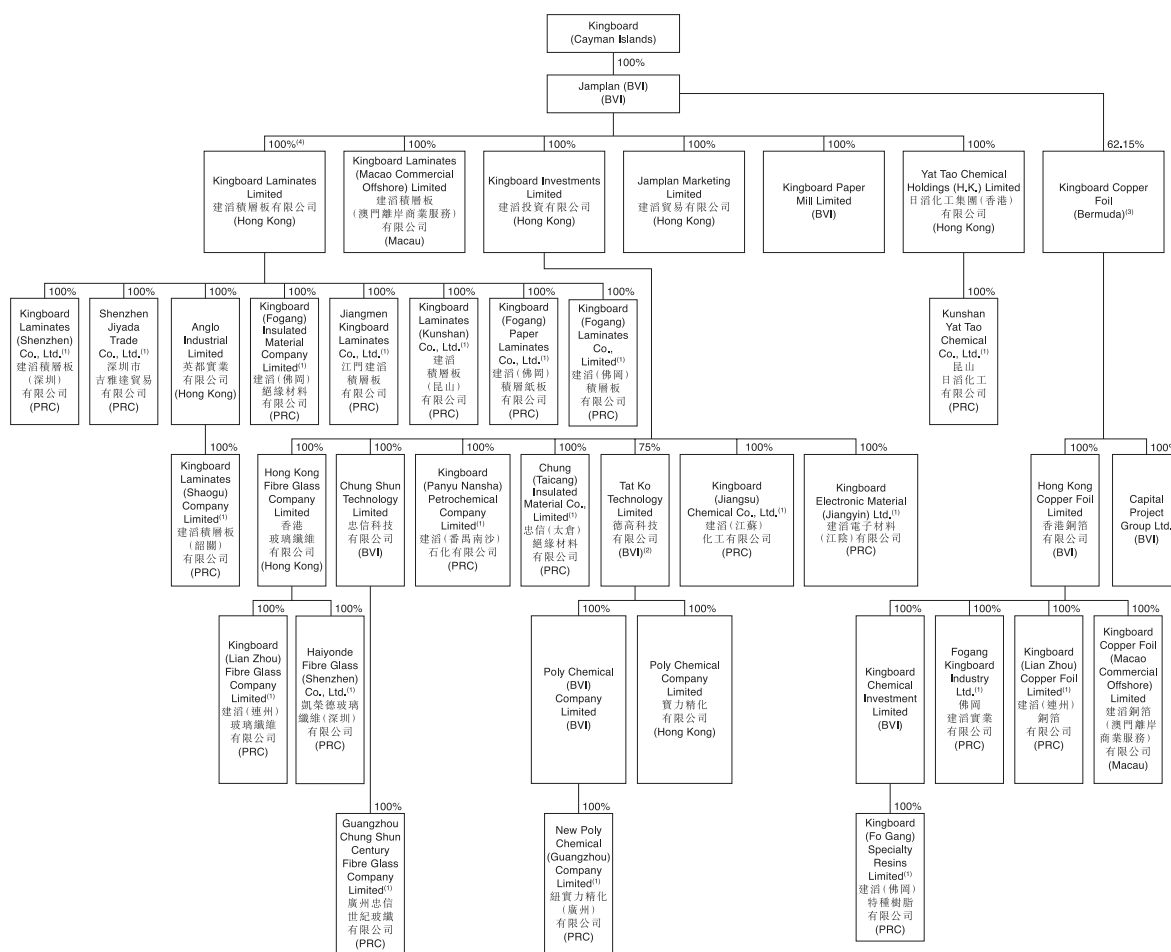 Kingboard
(Cayman Islands)
100%
Jamplan (BVI)
(BVI)
100%(4)
Kingboard Laminates
Limited
建滔積層板有限公司
(Hong Kong)
100%
Kingboard Laminates
(Macao Commercial
Offshore) Limited
建滔積層板
(澳門離岸商業服務)
有限公司
(Macau)
100%
Kingboard Investments
Limited
建滔投資有限公司
(Hong Kong)
100%
Jamplan Marketing
Limited
建滔貿易有限公司
(Hong Kong)
100%
Kingboard Paper
Mill Limited
(BVI)
100%
Yat Tao Chemical
Holdings (H.K.) Limited
日滔化工集團(香港)
有限公司
(Hong Kong)
62.15%
Kingboard Copper
Foil
(Bermuda)(3)
100%
Kingboard
Laminates
(Shenzhen)
Co., Ltd.(1)
建滔積層板
(深圳)
有限公司
(PRC)
100%
Shenzhen
Jiyada
Trade
Co., Ltd.(1)
深圳市
吉雅達貿易
有限公司
(PRC)
100%
Anglo
Industrial
Limited
英都實業
有限公司
(Hong Kong)
100%
Kingboard
(Fogang)
Insulated
Material
Company
Limited(1)
建滔(佛岡)
絕緣材料
有限公司
(PRC)
100%
Jiangmen
Kingboard
Laminates
Co., Ltd.(1)
江門建滔
積層板
有限公司
(PRC)
100%
Kingboard
Laminates
(Kunshan)
Co., Ltd.(1)
建滔
積層板
(昆山)
有限公司
(PRC)
100%
Kingboard
(Fogang)
Paper
Laminates
Co., Ltd.(1)
建滔(佛岡)
積層紙板
有限公司
(PRC)
100%
Kingboard
(Fogang)
Laminates
Co.,
Limited(1)
建滔(佛岡)
積層板
有限公司
(PRC)
100%
Kunshan
Yat Tao
Chemical
Co., Ltd.(1)
昆山
日滔化工
有限公司
(PRC)
100%
Kingboard
Laminates
(Shaogu)
Company
Limited(1)
建滔積層板
(韶關)
有限公司
(PRC)
100%
Hong Kong
Fibre Glass
Company
Limited
香港
玻璃纖維
有限公司
(Hong Kong)
100%
Chung Shun
Technology
Limited
忠信科技
有限公司
(BVI)
100%
Kingboard
(Panyu Nansha)
Petrochemical
Company
Limited(1)
建滔(番禺南沙)
石化有限公司
(PRC)
100%
Chung
(Taicang)
Insulated
Material Co.,
Limited(1)
忠信(太倉)
絕緣材料
有限公司
(PRC)
75%
Tat Ko
Technology
Limited
德高科技
有限公司
(BVI)(2)
100%
Kingboard
(Jiangsu)
Chemical Co., Ltd.(1)
建滔(江蘇)
化工有限公司
(PRC)
100%
Kingboard
Electronic Material
(Jiangyin) Ltd.(1)
建滔電子材料
(江陰)有限公司
(PRC)
100%
Hong Kong
Copper Foil
Limited
香港銅箔
有限公司
(BVI)
100%
Capital
Project
Group Ltd.
(BVI)
100%
Kingboard
(Lian Zhou)
Fibre Glass
Company
Limited(1)
建滔(連州)
玻璃纖維
有限公司
(PRC)
100%
Haiyonde
Fibre Glass
(Shenzhen)
Co., Ltd.(1)
凱榮德玻璃
纖維(深圳)
有限公司
(PRC)
100%
Poly Chemical
(BVI)
Company
Limited
(BVI)
100%
Poly Chemical
Company
Limited
寶力精化
有限公司
(Hong Kong)
100%
Kingboard
Chemical
Investment
Limited
(BVI)
100%
Fogang
Kingboard
Industry
Ltd.(1)
佛岡
建滔實業
有限公司
(PRC)
100%
Kingboard
(Lian Zhou)
Copper Foil
Limited(1)
建滔(連州)
銅箔
有限公司
(PRC)
100%
Kingboard
Copper Foil
(Macao
Commercial
Offshore)
Limited
建滔銅箔
(澳門離岸
商業服務)
有限公司
(Macau)
100%
Guangzhou
Chung Shun
Century
Fibre Glass
Company
Limited(1)
廣州忠信
世紀玻纖
有限公司
(PRC)
100%
New Poly
Chemical
(Guangzhou)
Company
Limited(1)
紐寶力精化
(廣州)
有限公司
(PRC)
100%
Kingboard
(Fo Gang)
Specialty
Resins
Limited(1)
建滔(佛岡)
特種樹脂
有限公司
(PRC)